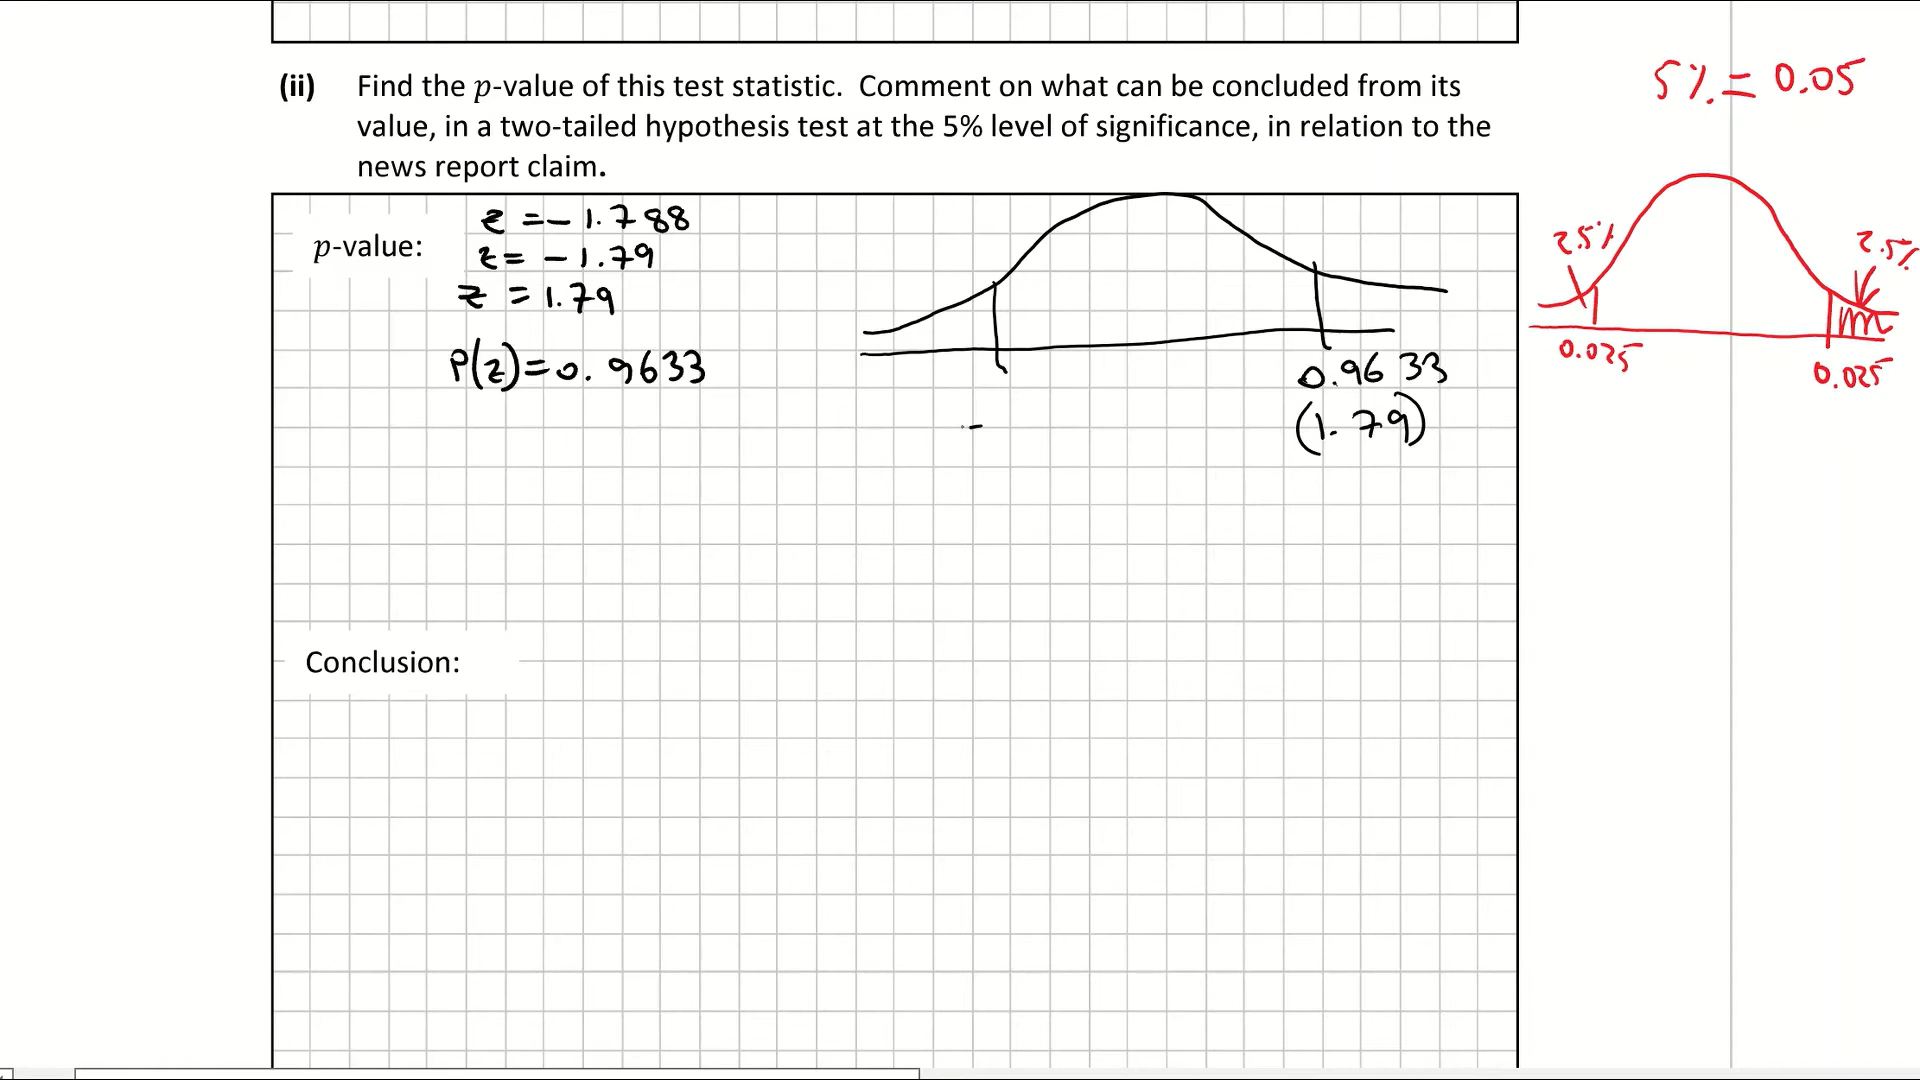 (ii) Find the p-value of this test statistic. Comment on what can be concluded from its
value, in a two-tailed hypothesis test at the 5% level of significance, in relation to the
news report claim.
p-value:
z = - 1.788
z = - 1.79
z = 1.79
P(z) = 0.9633
0.9633
(1.79)
-
Conclusion:
5% = 0.05
2.5%
2.5%
0.025
0.025